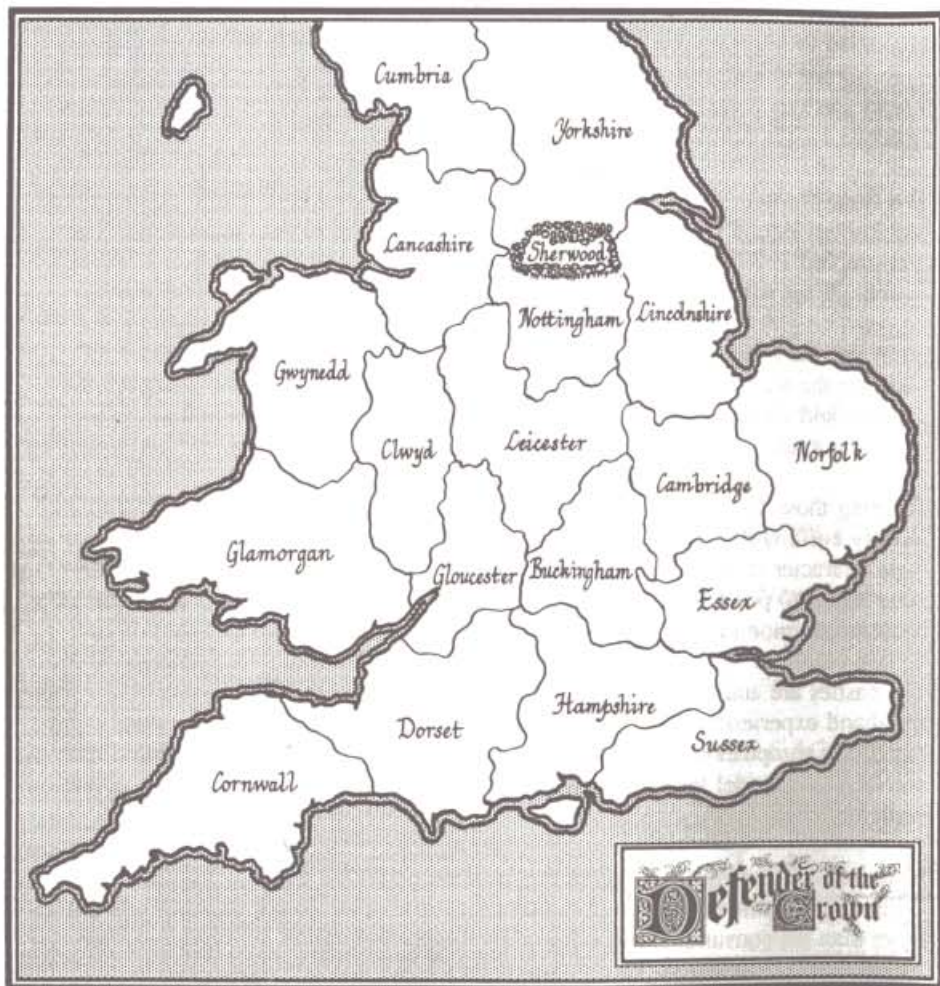 Cumbria
Yorkshire
Lancashire
Sherwood
Nottingham
Lincolnshire
Gwynedd
Clwyd
Leicester
Norfolk
Cambridge
Glamorgan
Gloucester
Buckingham
Essex
Dorset
Hampshire
Sussex
Cornwall
Defender of the
Crown